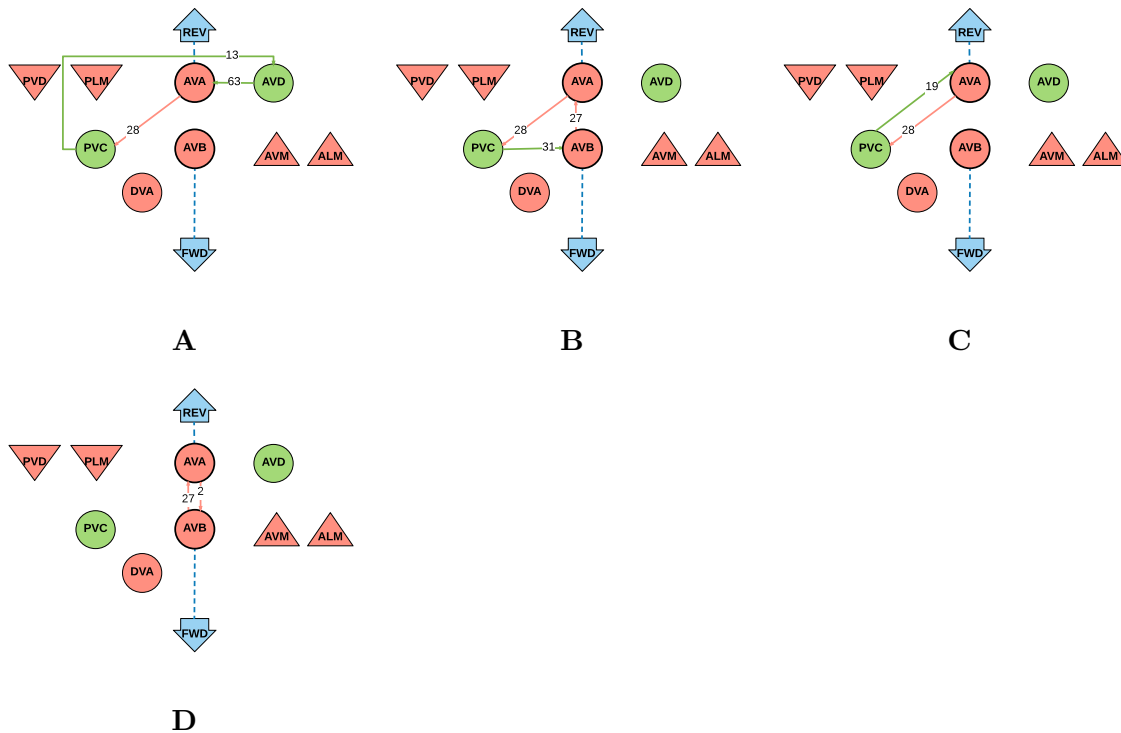 REV
13
PVD
PLM
AVA
63
AVD
28
PVC
AVB
AVM
ALM
DVA
FWD
A
REV
PVD
PLM
AVA
AVD
28
27
PVC
31
AVB
AVM
ALM
DVA
FWD
B
REV
PVD
PLM
AVA
AVD
19
28
PVC
AVB
AVM
ALM
DVA
FWD
C
REV
PVD
PLM
AVA
AVD
27
2
PVC
AVB
AVM
ALM
DVA
FWD
D